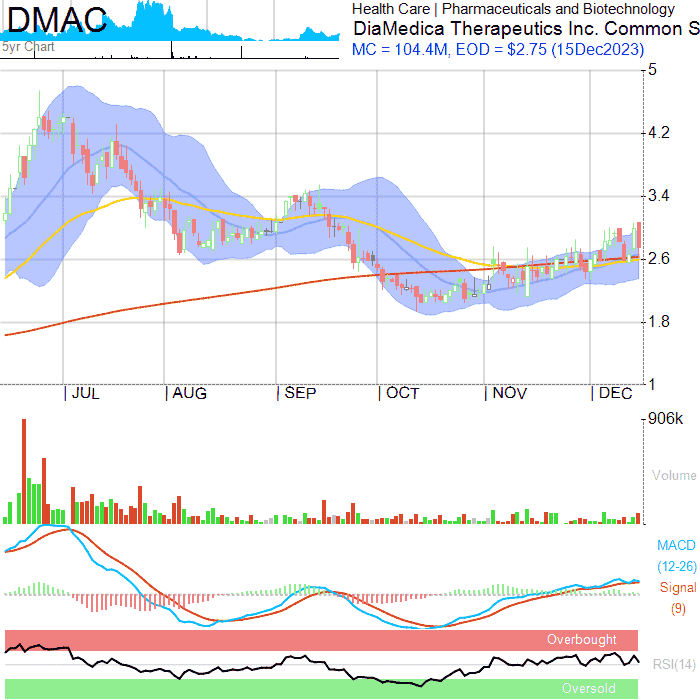 DMAC
5yr Chart
Health Care | Pharmaceuticals and Biotechnology
DiaMedica Therapeutics Inc. Common S
MC = 104.4M, EOD = $2.75 (15Dec2023)
5
4.2
3.4
2.6
1.8
1
JUL AUG SEP OCT NOV DEC
906k
Volume
MACD
(12-26)
Signal
(9)
Overbought
RSI(14)
Oversold